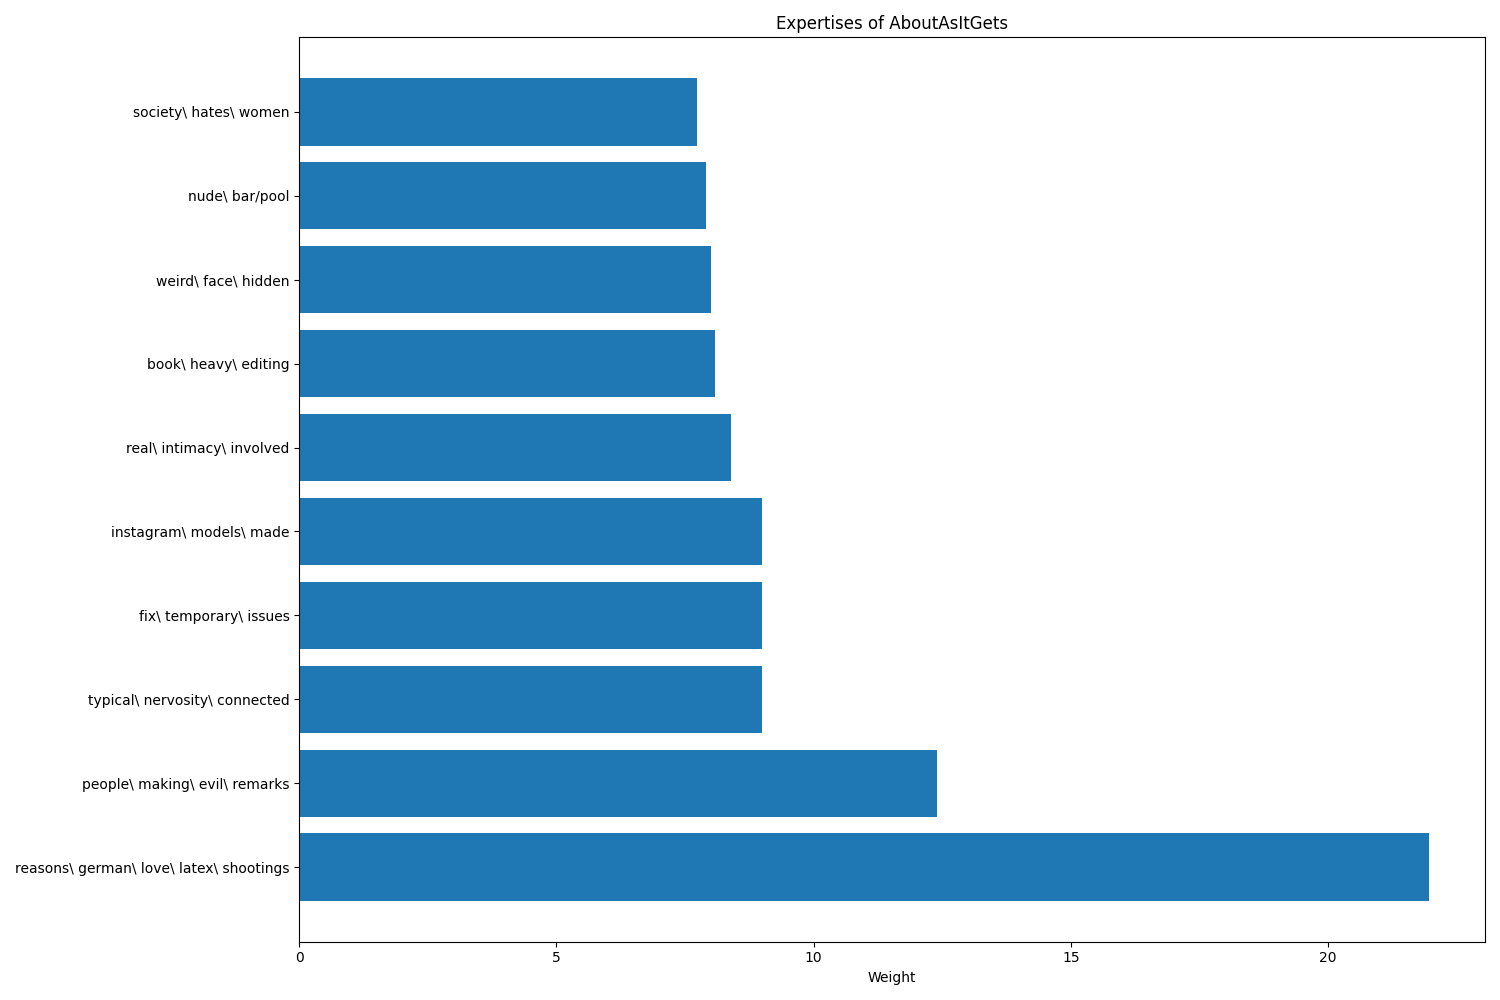 Expertises of AboutAsItGets
society\ hates\ women
nude\ bar/pool
weird\ face\ hidden
book\ heavy\ editing
real\ intimacy\ involved
instagram\ models\ made
fix\ temporary\ issues
typical\ nervosity\ connected
people\ making\ evil\ remarks
reasons\ german\ love\ latex\ shootings
0 5 10 15 20
Weight